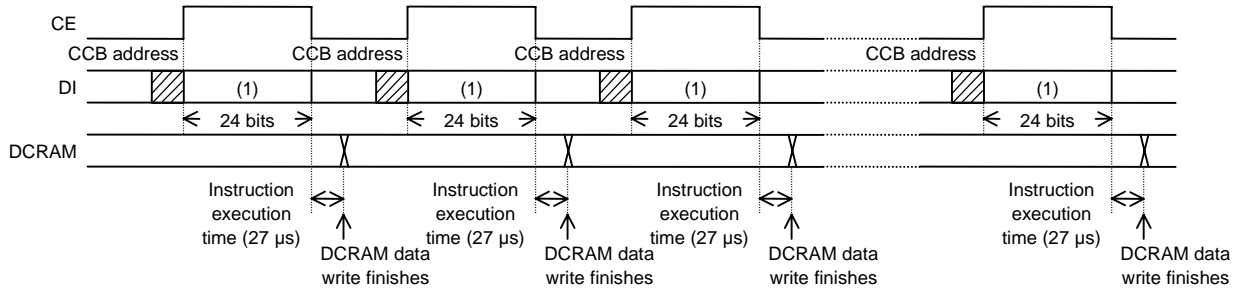 CE
CCB address CCB address CCB address CCB address
DI (1) (1) (1) (1)
24 bits 24 bits 24 bits 24 bits
DCRAM
Instruction Instruction Instruction Instruction
execution execution execution execution
time (27 µs) time (27 µs) time (27 µs) time (27 µs)
DCRAM data DCRAM data DCRAM data DCRAM data
write finishes write finishes write finishes write finishes